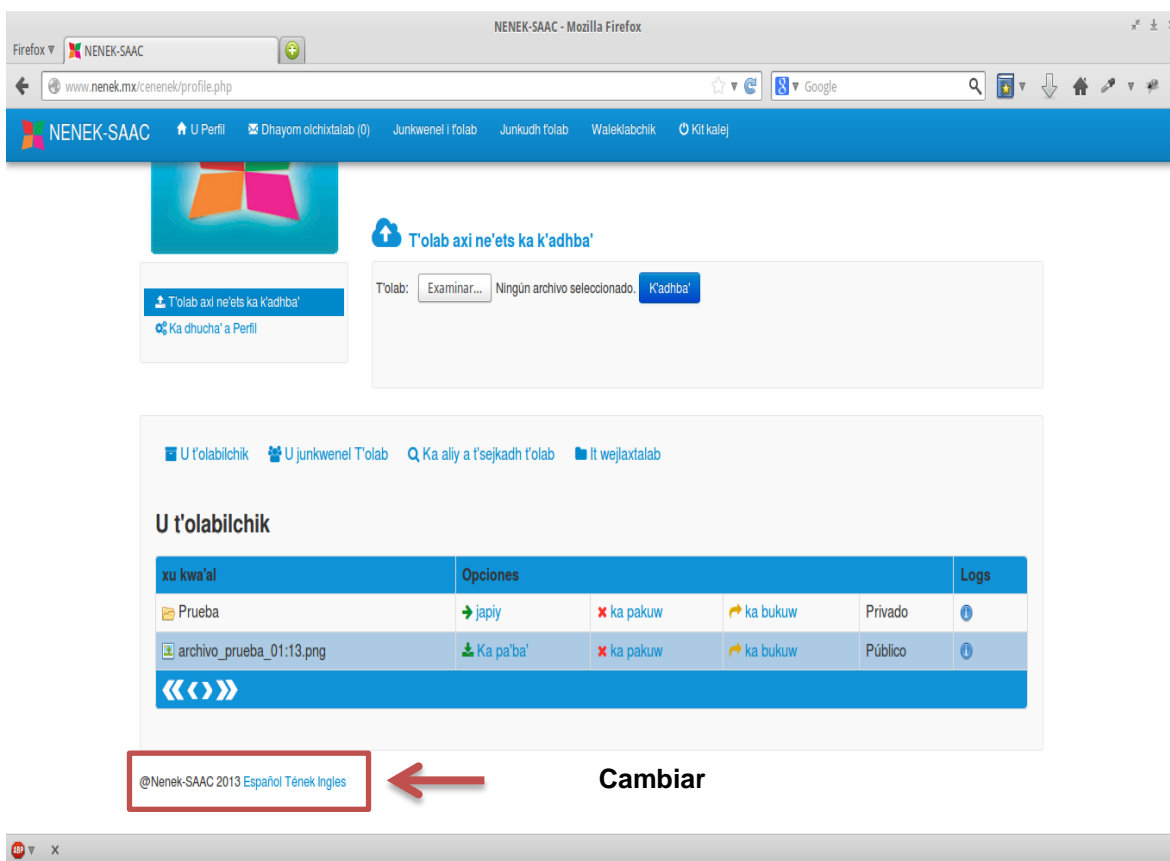 NENEK-SAAC - Mozilla Firefox
Firefox NENEK-SAAC
www.nenek.mx/cenenek/profile.php Google
NENEK-SAAC U Perfil Dhayom olchixtalab (0) Junkwenel i t'olab Junkudh t'olab Waleklabchik Kit kalej
T'olab axi ne'ets ka k'adhba'
T'olab: Examinar... Ningún archivo seleccionado. K'adhba'
T'olab axi ne'ets ka k'adhba'
Ka dhucha' a Perfil
U t'olabilchik U junkwenel T'olab Ka aliy a t'sejkadh t'olab It wejlaxtalab
U t'olabilchik
xu kwa'al Opciones Logs
Prueba japiy ka pakuw ka bukuw Privado
archivo_prueba_01:13.png Ka pa'ba' ka pakuw ka bukuw Público
@Nenek-SAAC 2013 Español Tének Ingles
Cambiar
ABP